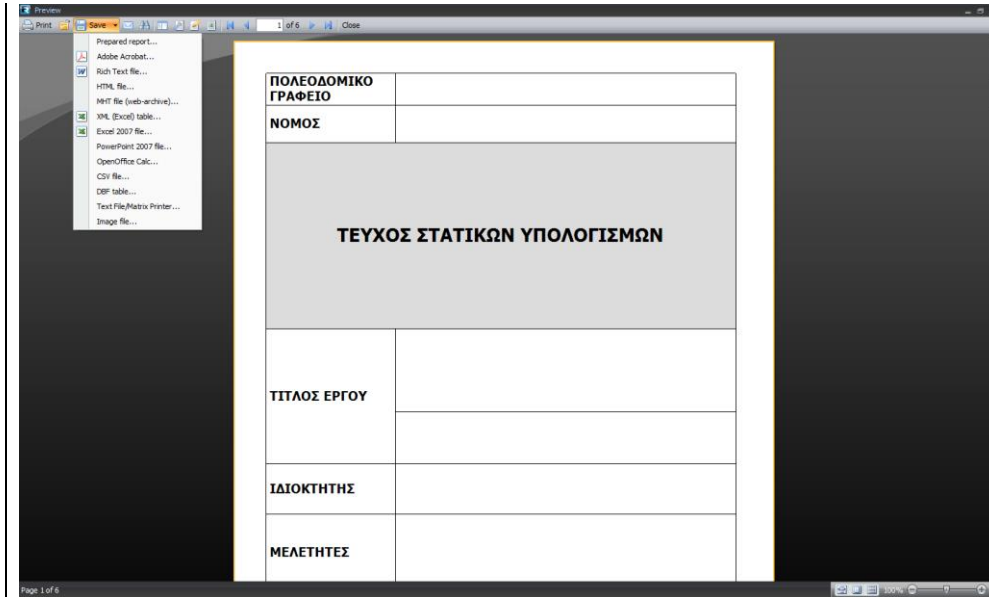 Preview
Print Save 1 of 6 Close
Prepared report...
Adobe Acrobat...
Rich Text file...
HTML file...
MHT file (web-archive)...
XML (Excel) table...
Excel 2007 file...
PowerPoint 2007 file...
OpenOffice Calc...
CSV file...
DBF table...
Text File/Matrix Printer...
Image file...
ΠΟΛΕΟΔΟΜΙΚΟ
ΓΡΑΦΕΙΟ
ΝΟΜΟΣ
ΤΕΥΧΟΣ ΣΤΑΤΙΚΩΝ ΥΠΟΛΟΓΙΣΜΩΝ
ΤΙΤΛΟΣ ΕΡΓΟΥ
ΙΔΙΟΚΤΗΤΗΣ
ΜΕΛΕΤΗΤΕΣ
Page 1 of 6 100%